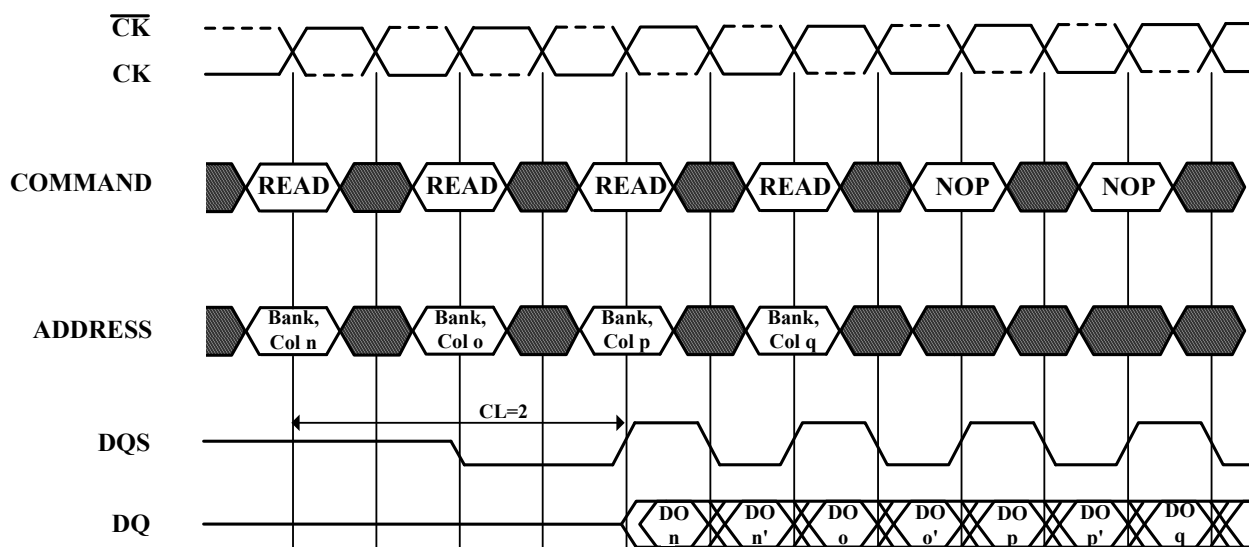 CK
CK
COMMAND
READ
READ
READ
READ
NOP
NOP
ADDRESS
Bank,
Col n
Bank,
Col o
Bank,
Col p
Bank,
Col q
CL=2
DQS
DQ
DO
n
DO
n'
DO
o
DO
o'
DO
p
DO
p'
DO
q